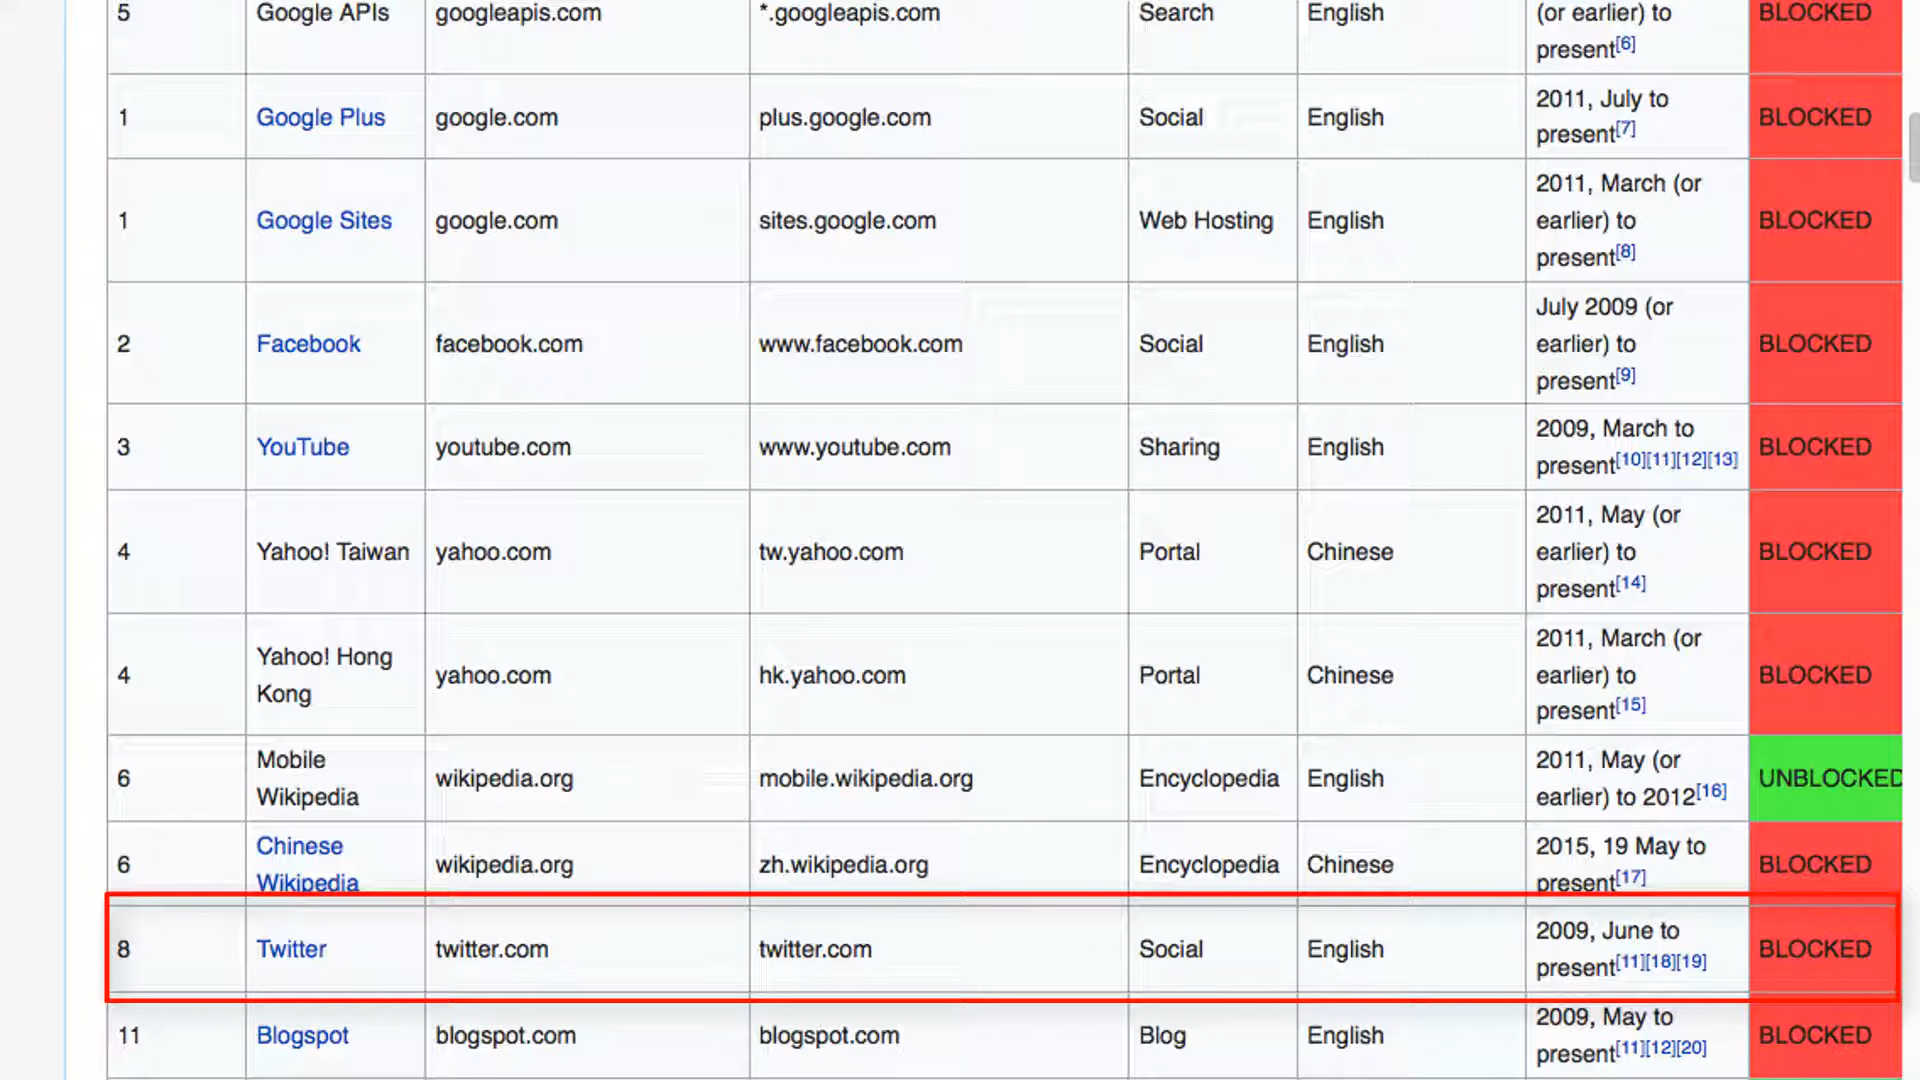 5 Google APIs googleapis.com *.googleapis.com Search English (or earlier) to present[6] BLOCKED
1 Google Plus google.com plus.google.com Social English 2011, July to present[7] BLOCKED
1 Google Sites google.com sites.google.com Web Hosting English 2011, March (or earlier) to present[8] BLOCKED
2 Facebook facebook.com www.facebook.com Social English July 2009 (or earlier) to present[9] BLOCKED
3 YouTube youtube.com www.youtube.com Sharing English 2009, March to present[10][11][12][13] BLOCKED
4 Yahoo! Taiwan yahoo.com tw.yahoo.com Portal Chinese 2011, May (or earlier) to present[14] BLOCKED
4 Yahoo! Hong Kong yahoo.com hk.yahoo.com Portal Chinese 2011, March (or earlier) to present[15] BLOCKED
6 Mobile Wikipedia wikipedia.org mobile.wikipedia.org Encyclopedia English 2011, May (or earlier) to 2012[16] UNBLOCKED
6 Chinese Wikipedia wikipedia.org zh.wikipedia.org Encyclopedia Chinese 2015, 19 May to present[17] BLOCKED
8 Twitter twitter.com twitter.com Social English 2009, June to present[11][18][19] BLOCKED
11 Blogspot blogspot.com blogspot.com Blog English 2009, May to present[11][12][20] BLOCKED